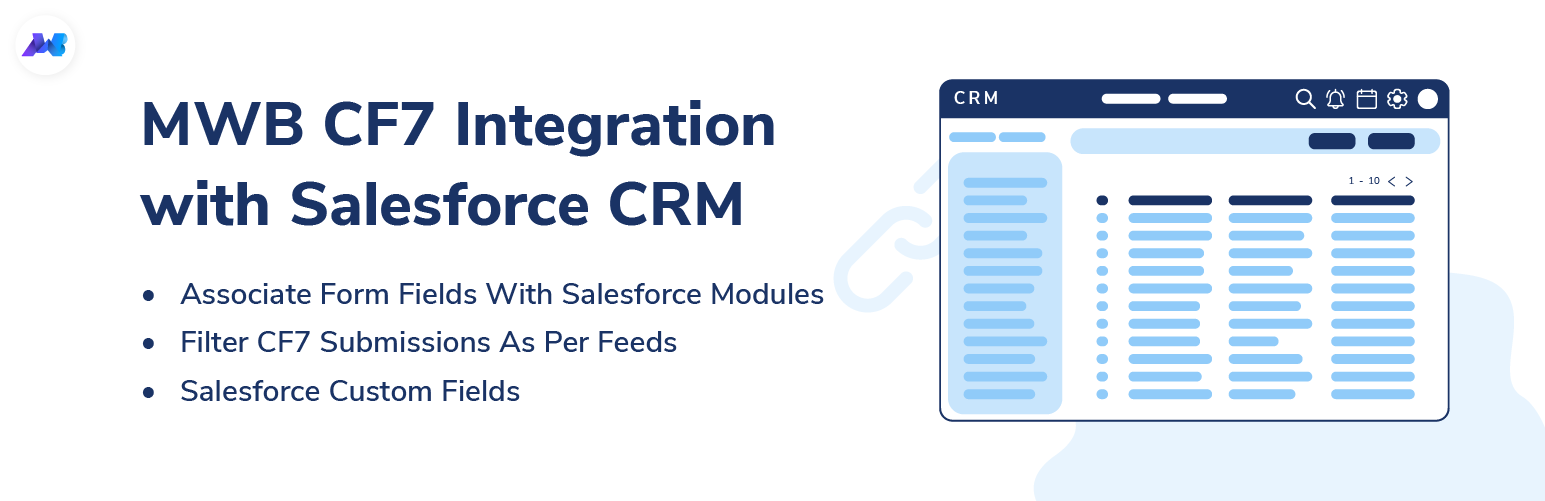 MWB CF7 Integration
with Salesforce CRM
• Associate Form Fields With Salesforce Modules
• Filter CF7 Submissions As Per Feeds
• Salesforce Custom Fields
CRM
1 - 10 < >